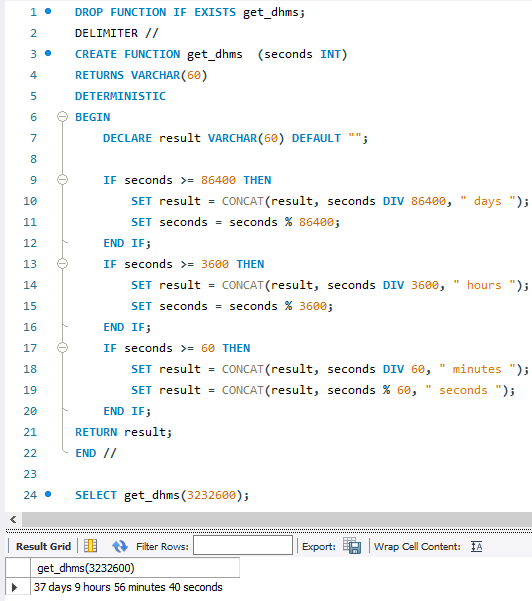 1 DROP FUNCTION IF EXISTS get_dhms;
2 DELIMITER //
3 CREATE FUNCTION get_dhms  (seconds INT)
4 RETURNS VARCHAR(60)
5 DETERMINISTIC
6 BEGIN
7     DECLARE result VARCHAR(60) DEFAULT "";
8
9     IF seconds >= 86400 THEN
10         SET result = CONCAT(result, seconds DIV 86400, " days ");
11         SET seconds = seconds % 86400;
12     END IF;
13     IF seconds >= 3600 THEN
14         SET result = CONCAT(result, seconds DIV 3600, " hours ");
15         SET seconds = seconds % 3600;
16     END IF;
17     IF seconds >= 60 THEN
18         SET result = CONCAT(result, seconds DIV 60, " minutes ");
19         SET result = CONCAT(result, seconds % 60, " seconds ");
20     END IF;
21 RETURN result;
22 END //
23
24 SELECT get_dhms(3232600);
Result Grid Filter Rows: Export: Wrap Cell Content: IA
get_dhms(3232600)
37 days 9 hours 56 minutes 40 seconds